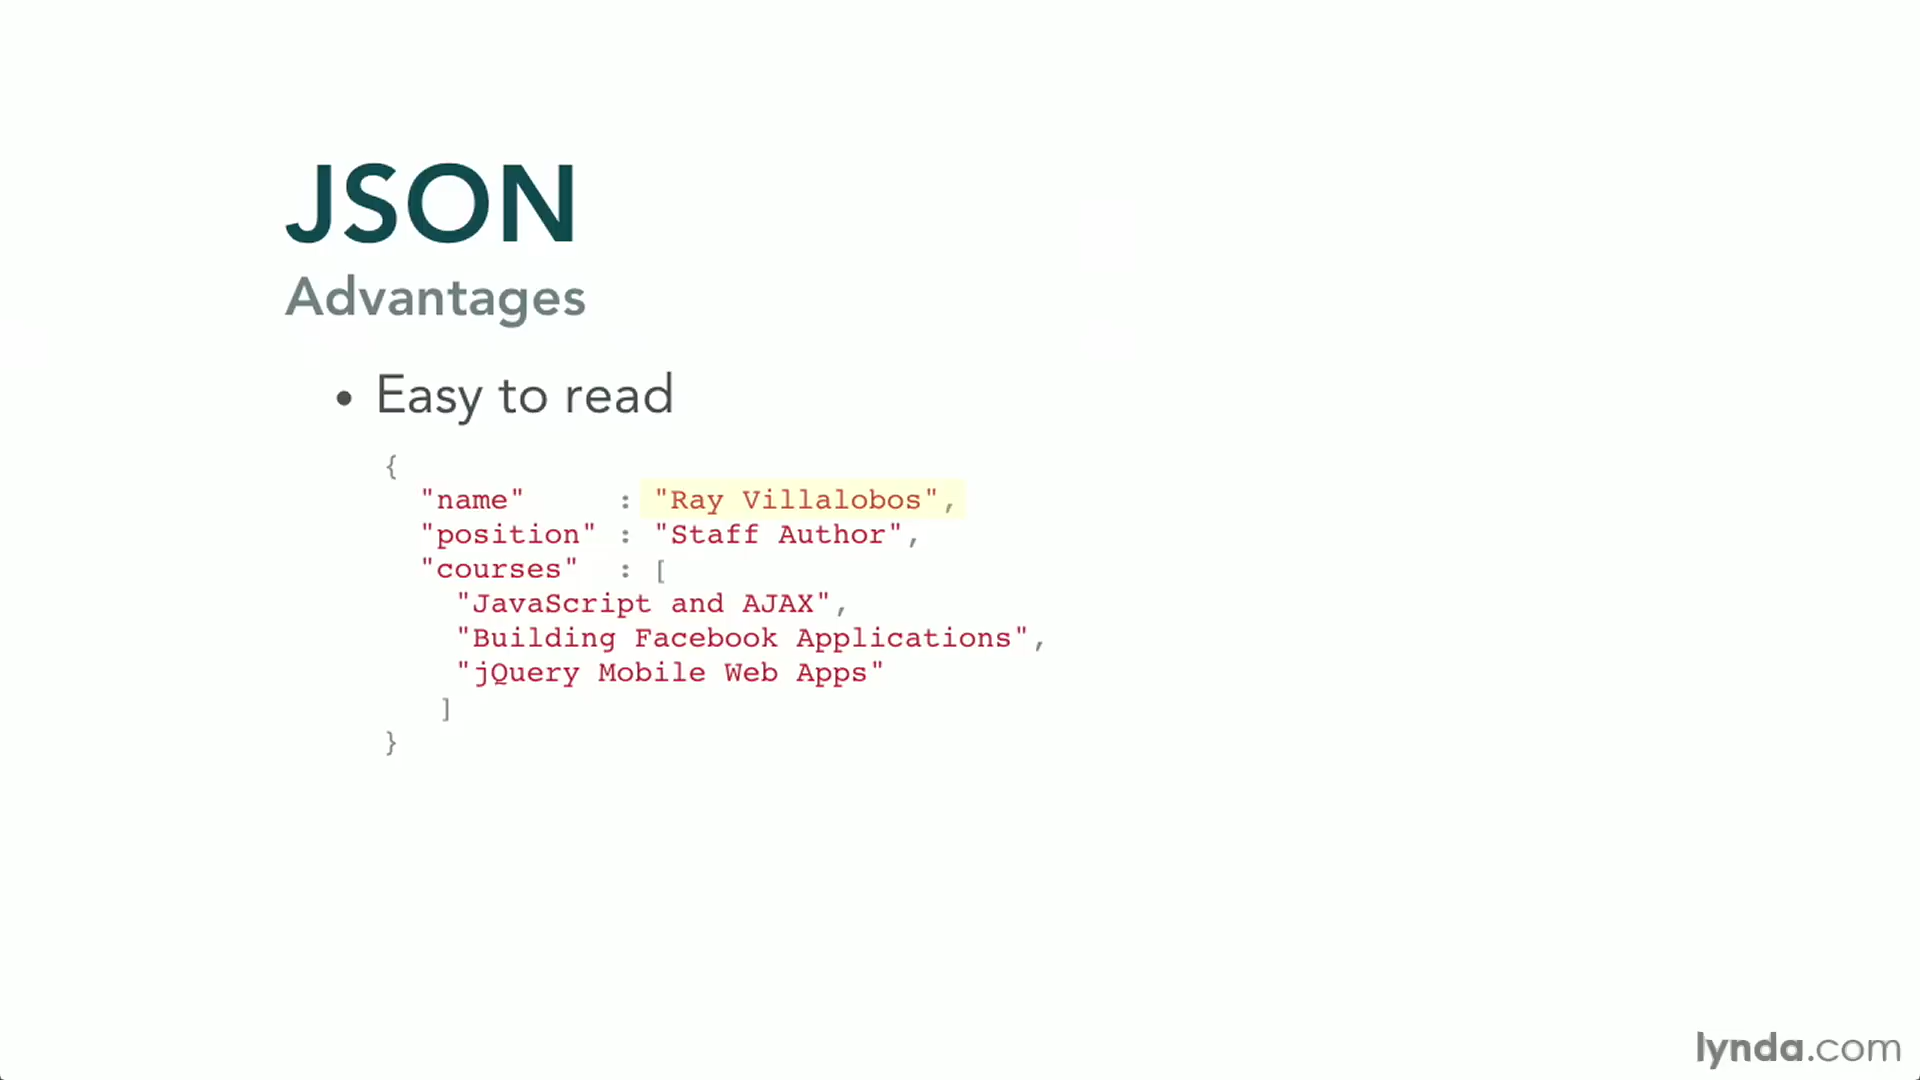 JSON
Advantages
• Easy to read
{
"name" : "Ray Villalobos",
"position" : "Staff Author",
"courses" : [
"JavaScript and AJAX",
"Building Facebook Applications",
"jQuery Mobile Web Apps"
]
}
lynda.com